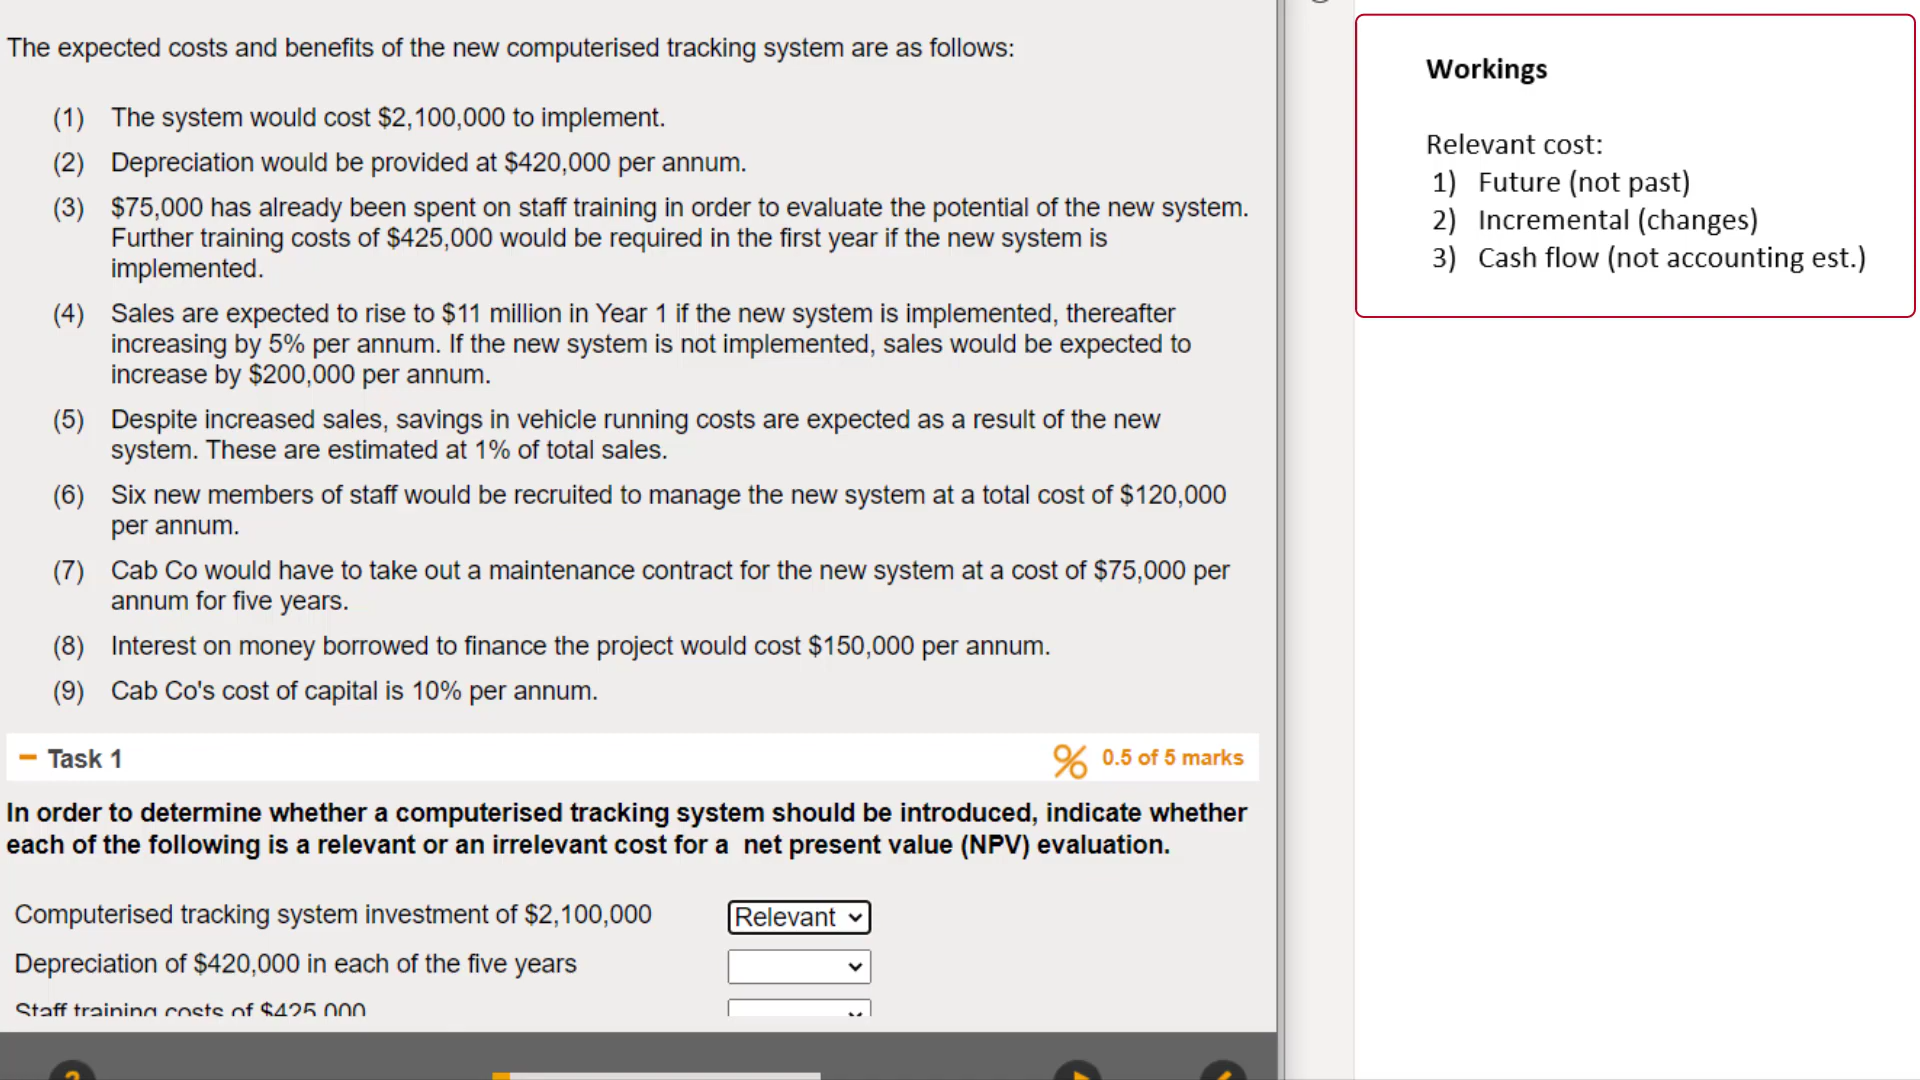 The expected costs and benefits of the new computerised tracking system are as follows:
(1) The system would cost $2,100,000 to implement.
(2) Depreciation would be provided at $420,000 per annum.
(3) $75,000 has already been spent on staff training in order to evaluate the potential of the new system.
Further training costs of $425,000 would be required in the first year if the new system is
implemented.
(4) Sales are expected to rise to $11 million in Year 1 if the new system is implemented, thereafter
increasing by 5% per annum. If the new system is not implemented, sales would be expected to
increase by $200,000 per annum.
(5) Despite increased sales, savings in vehicle running costs are expected as a result of the new
system. These are estimated at 1% of total sales.
(6) Six new members of staff would be recruited to manage the new system at a total cost of $120,000
per annum.
(7) Cab Co would have to take out a maintenance contract for the new system at a cost of $75,000 per
annum for five years.
(8) Interest on money borrowed to finance the project would cost $150,000 per annum.
(9) Cab Co's cost of capital is 10% per annum.
− Task 1
% 0.5 of 5 marks
In order to determine whether a computerised tracking system should be introduced, indicate whether
each of the following is a relevant or an irrelevant cost for a net present value (NPV) evaluation.
Computerised tracking system investment of $2,100,000 Relevant
Depreciation of $420,000 in each of the five years
Staff training costs of $425,000
Workings
Relevant cost:
1) Future (not past)
2) Incremental (changes)
3) Cash flow (not accounting est.)